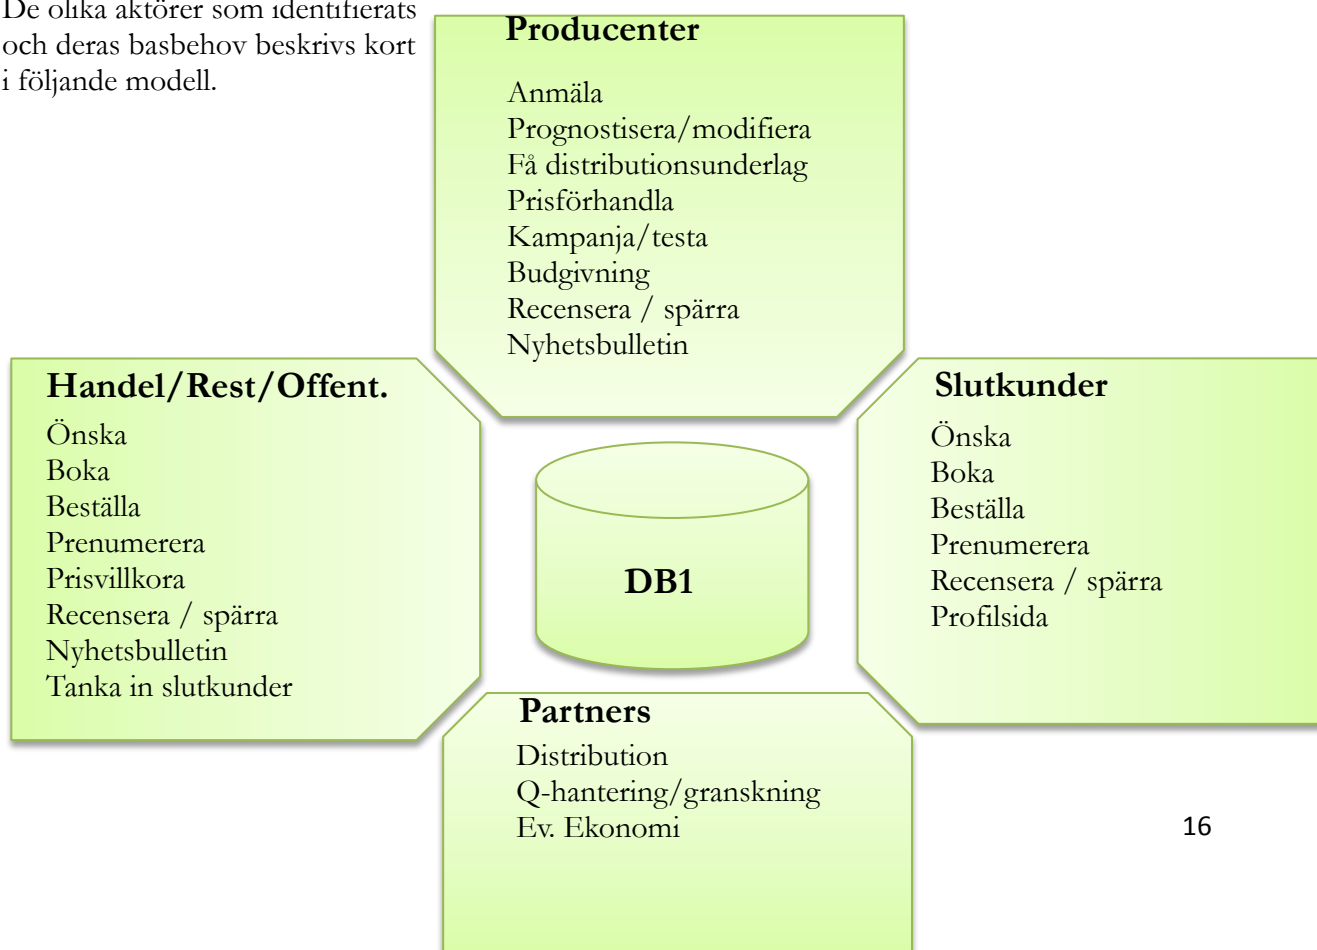 De olika aktörer som identifierats
och deras basbehov beskrivs kort
i följande modell.
Producenter
Anmäla
Prognostisera/modifiera
Få distributionsunderlag
Prisförhandla
Kampanja/testa
Budgivning
Recensera / spärra
Nyhetsbulletin
Handel/Rest/Offent.
Önska
Boka
Beställa
Prenumerera
Prisvillkora
Recensera / spärra
Nyhetsbulletin
Tanka in slutkunder
DB1
Slutkunder
Önska
Boka
Beställa
Prenumerera
Recensera / spärra
Profilsida
Partners
Distribution
Q-hantering/granskning
Ev. Ekonomi
16